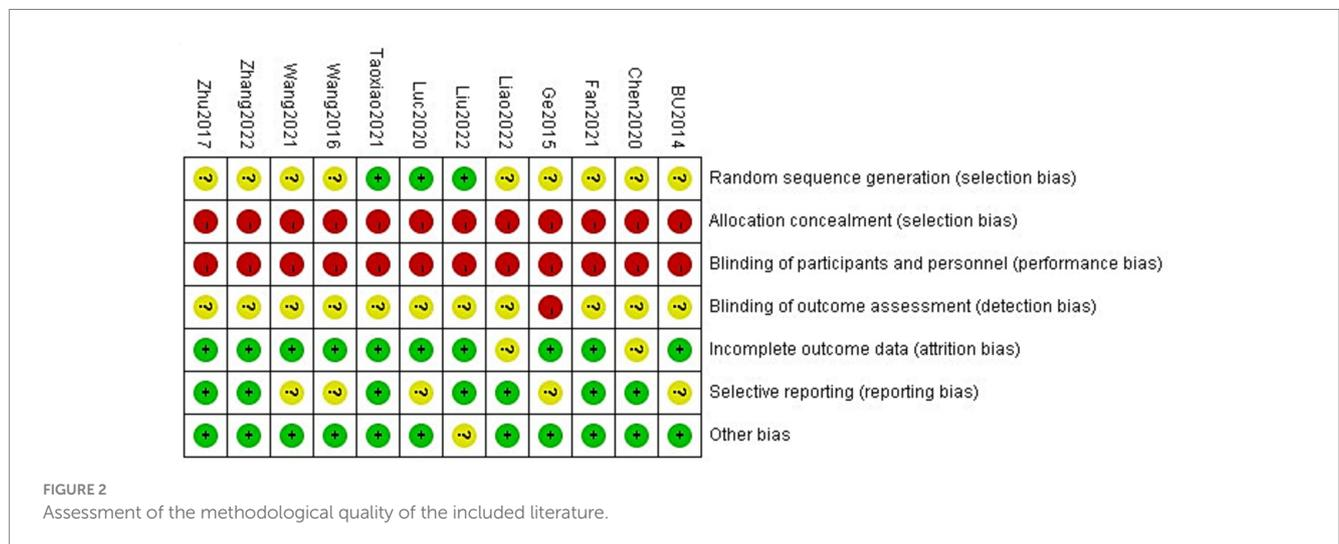 Zhu2017
Zhang2022
Wang2021
Wang2016
Taoxiao2021
Luc2020
Liu2022
Liao2022
Ge2015
Fan2021
Chen2020
BU2014
? ? ? ? + + + ? ? ? ? ? Random sequence generation (selection bias)
- - - - - - - - - - - - Allocation concealment (selection bias)
- - - - - - - - - - - - Blinding of participants and personnel (performance bias)
? ? ? ? ? ? ? ? - ? ? ? Blinding of outcome assessment (detection bias)
+ + + + + + + ? + + ? + Incomplete outcome data (attrition bias)
+ + ? ? + ? + + ? + + ? Selective reporting (reporting bias)
+ + + + + + ? + + + + + Other bias
FIGURE 2
Assessment of the methodological quality of the included literature.